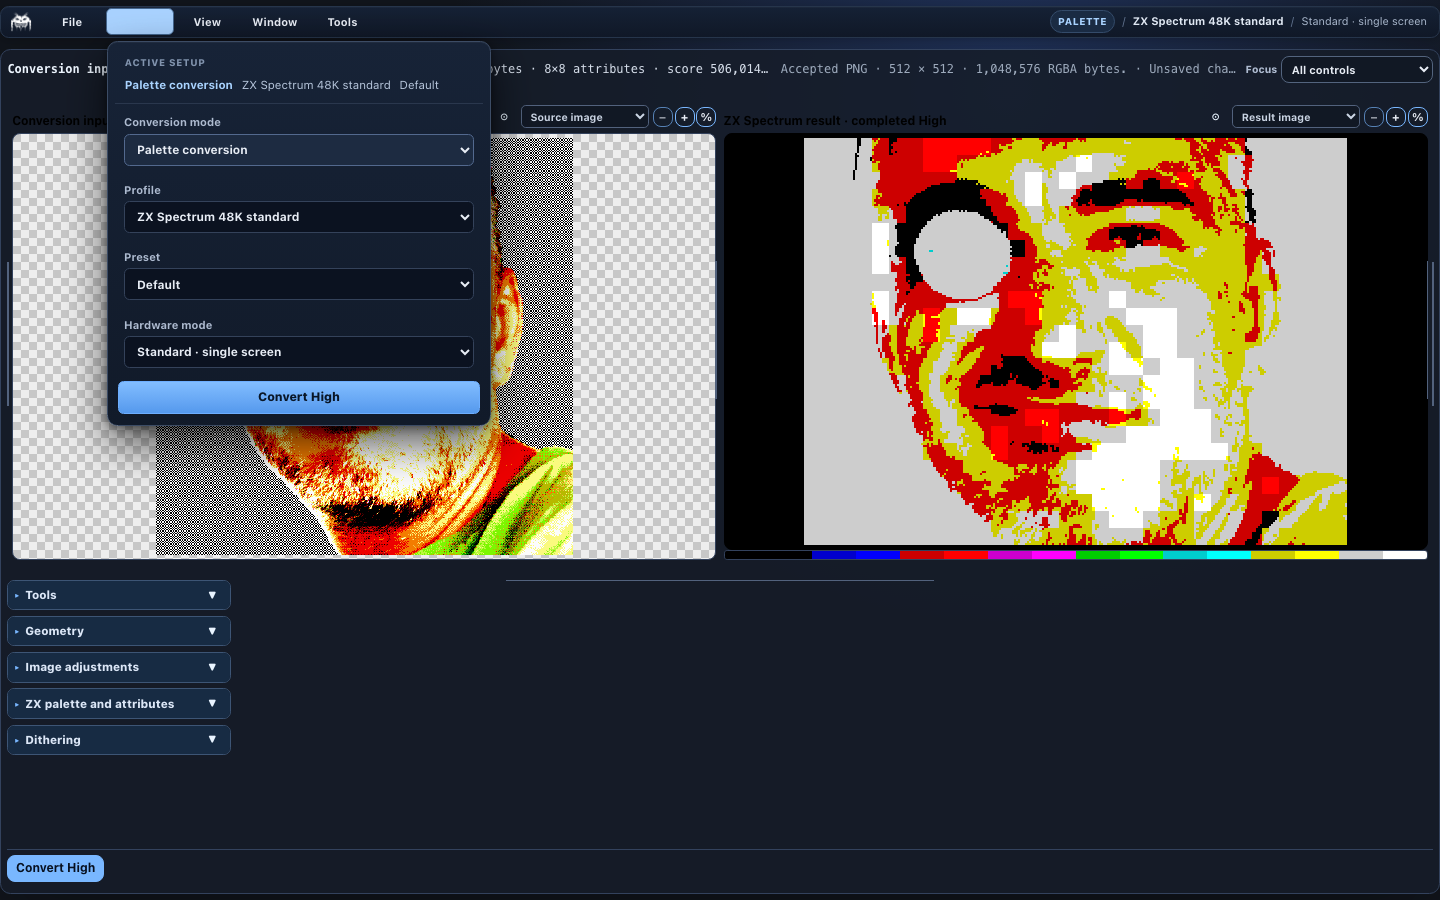 File
View
Window
Tools
PALETTE / ZX Spectrum 48K standard / Standard · single screen
Conversion inp
ytes · 8×8 attributes · score 506,014…
Accepted PNG · 512 × 512 · 1,048,576 RGBA bytes. · Unsaved cha…
Focus
All controls
ACTIVE SETUP
Palette conversion ZX Spectrum 48K standard Default
Conversion mode
Palette conversion
Profile
ZX Spectrum 48K standard
Preset
Default
Hardware mode
Standard · single screen
Convert High
Conversion inpu
Source image
− + %
ZX Spectrum result · completed High
Result image
− + %
Tools
Geometry
Image adjustments
ZX palette and attributes
Dithering
Convert High